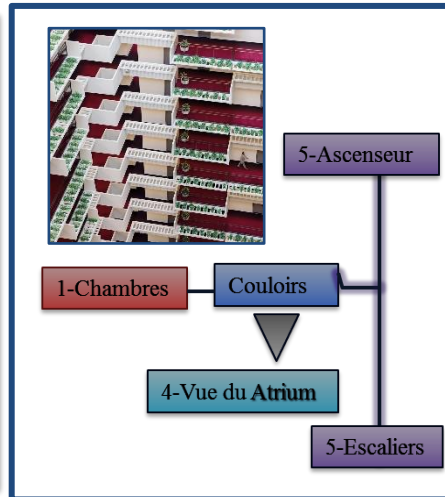 5-Ascenseur
1-Chambres
Couloirs
4-Vue du Atrium
5-Escaliers